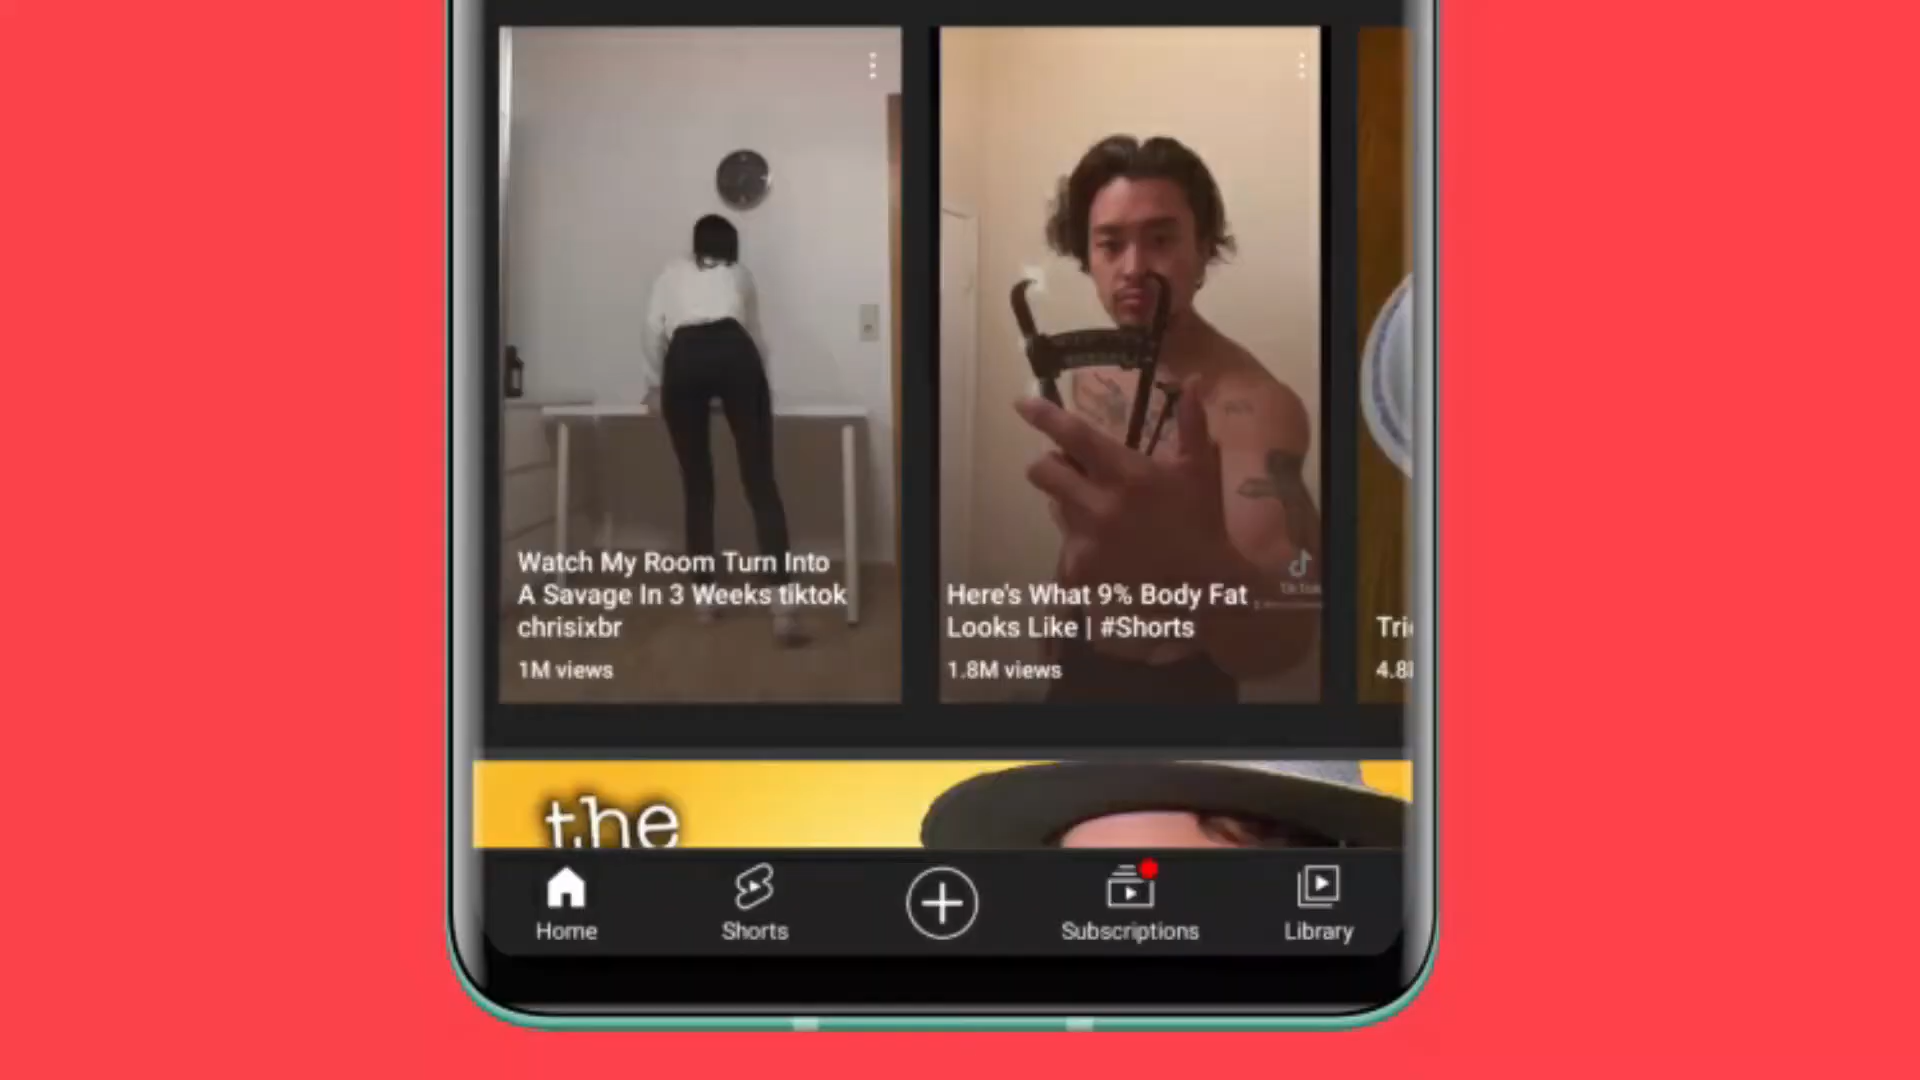 Watch My Room Turn Into
A Savage In 3 Weeks tiktok
chrisixbr
1M views
Here's What 9% Body Fat
Looks Like | #Shorts
1.8M views
TikTok
the
Home
Shorts
Subscriptions
Library